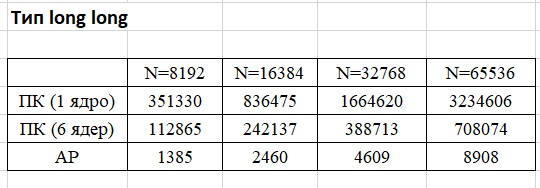 Тип long long
N=8192 N=16384 N=32768 N=65536
ПК (1 ядро) 351330 836475 1664620 3234606
ПК (6 ядер) 112865 242137 388713 708074
АР 1385 2460 4609 8908